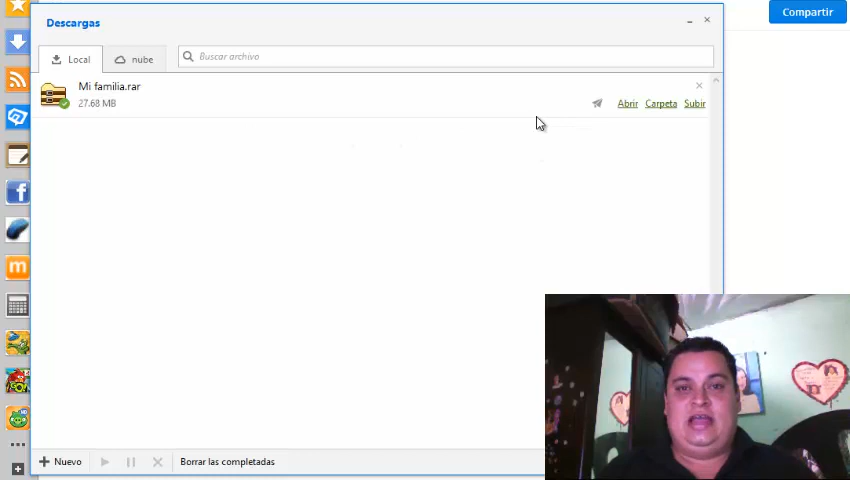 Compartir
Descargas
Local
nube
Buscar archivo
Mi familia.rar
27.68 MB
Abrir
Carpeta
Subir
Nuevo
Borrar las completadas